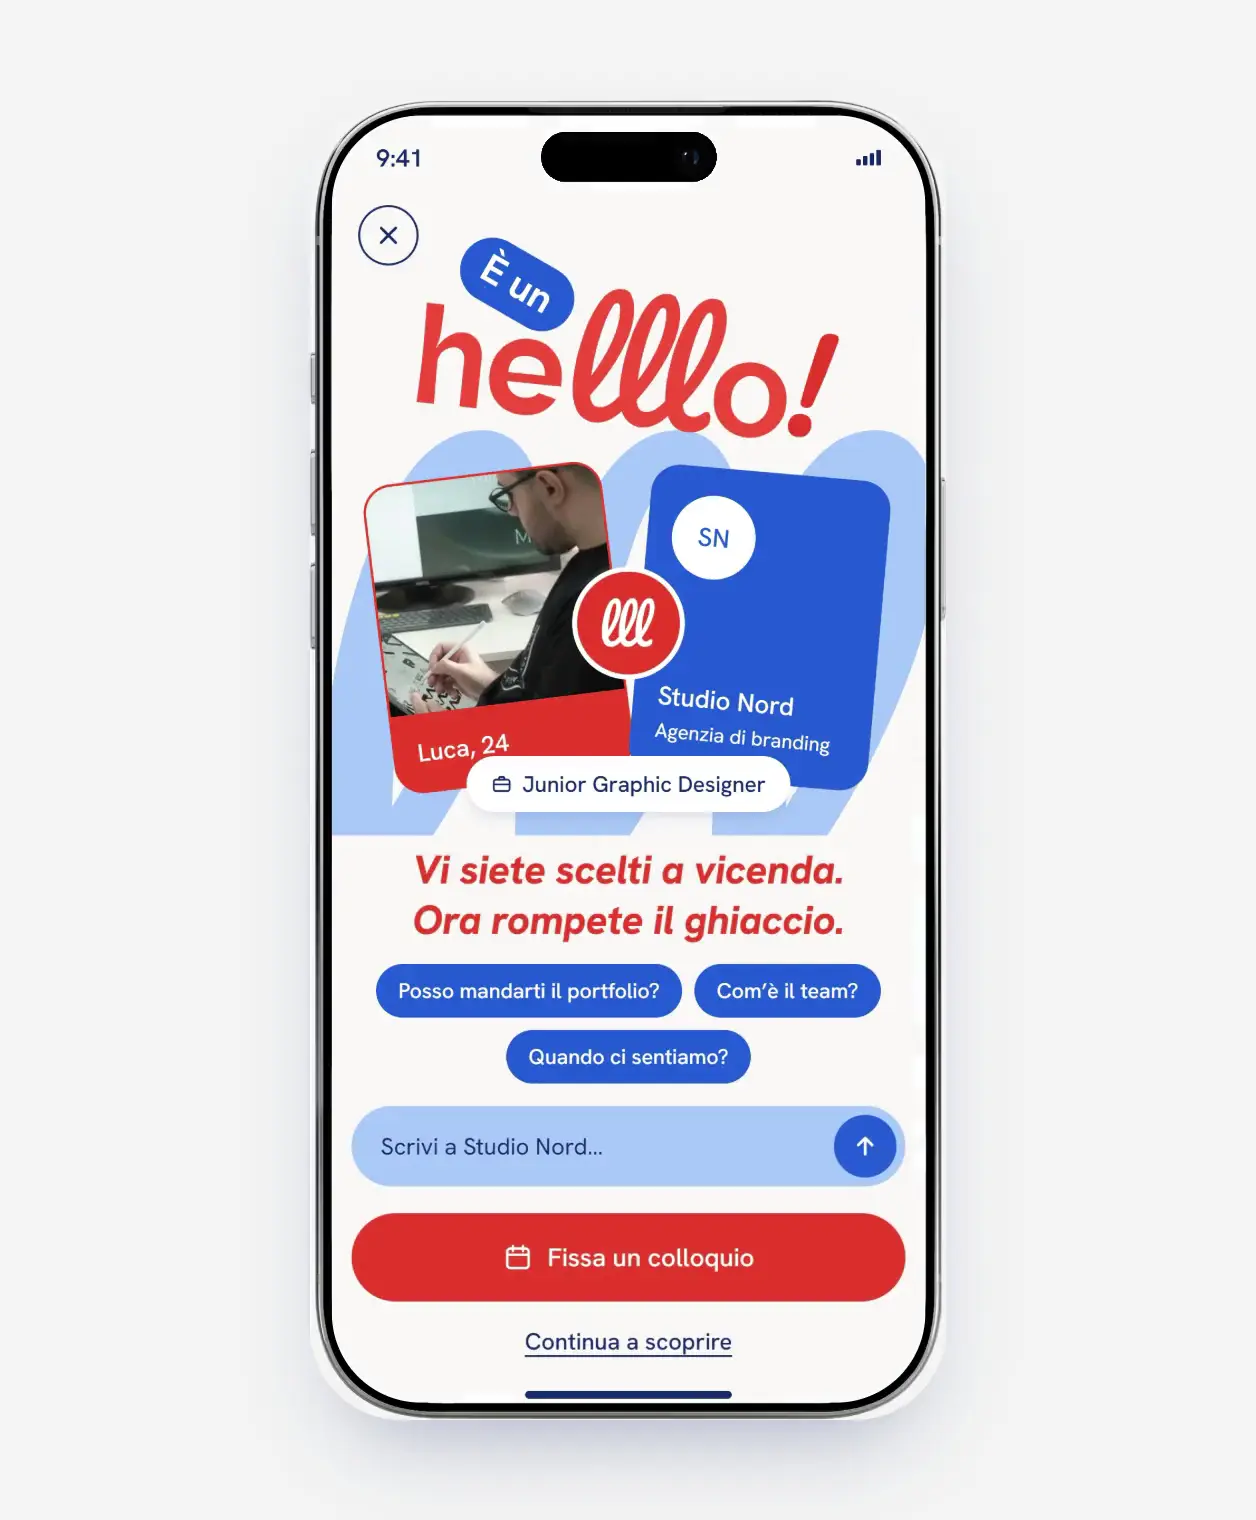 9:41
È un
helllo!
SN
lll
Studio Nord
Agenzia di branding
Luca, 24
Junior Graphic Designer
Vi siete scelti a vicenda.
Ora rompete il ghiaccio.
Posso mandarti il portfolio?
Com’è il team?
Quando ci sentiamo?
Scrivi a Studio Nord...
Fissa un colloquio
Continua a scoprire